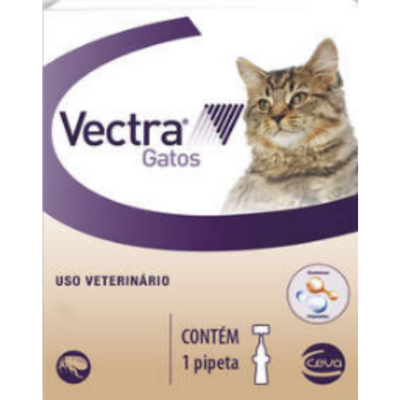 Vectra®
Gatos
USO VETERINÁRIO
CONTÉM
1 pipeta
Ceva